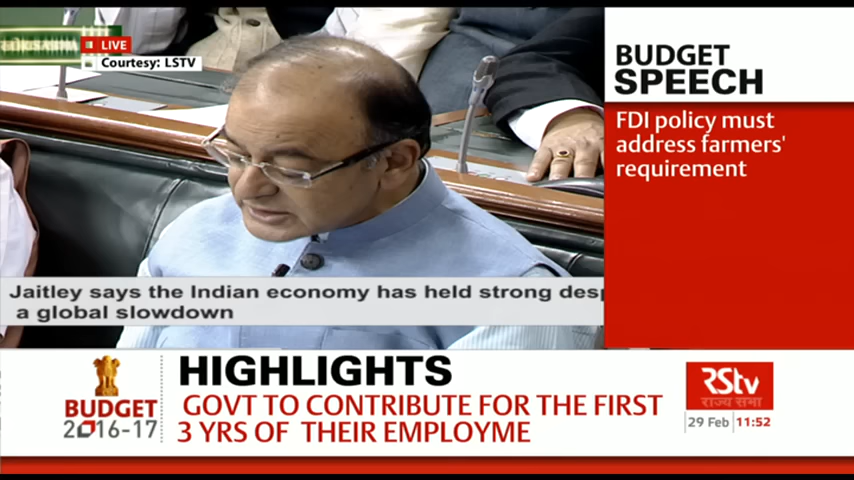 LOKSABHA
LIVE
Courtesy: LSTV
BUDGET
SPEECH
FDI policy must
address farmers'
requirement
Jaitley says the Indian economy has held strong desp
a global slowdown
BUDGET
2016-17
HIGHLIGHTS
GOVT TO CONTRIBUTE FOR THE FIRST
3 YRS OF THEIR EMPLOYME
RStv
राज्य सभा
29 Feb 11:52